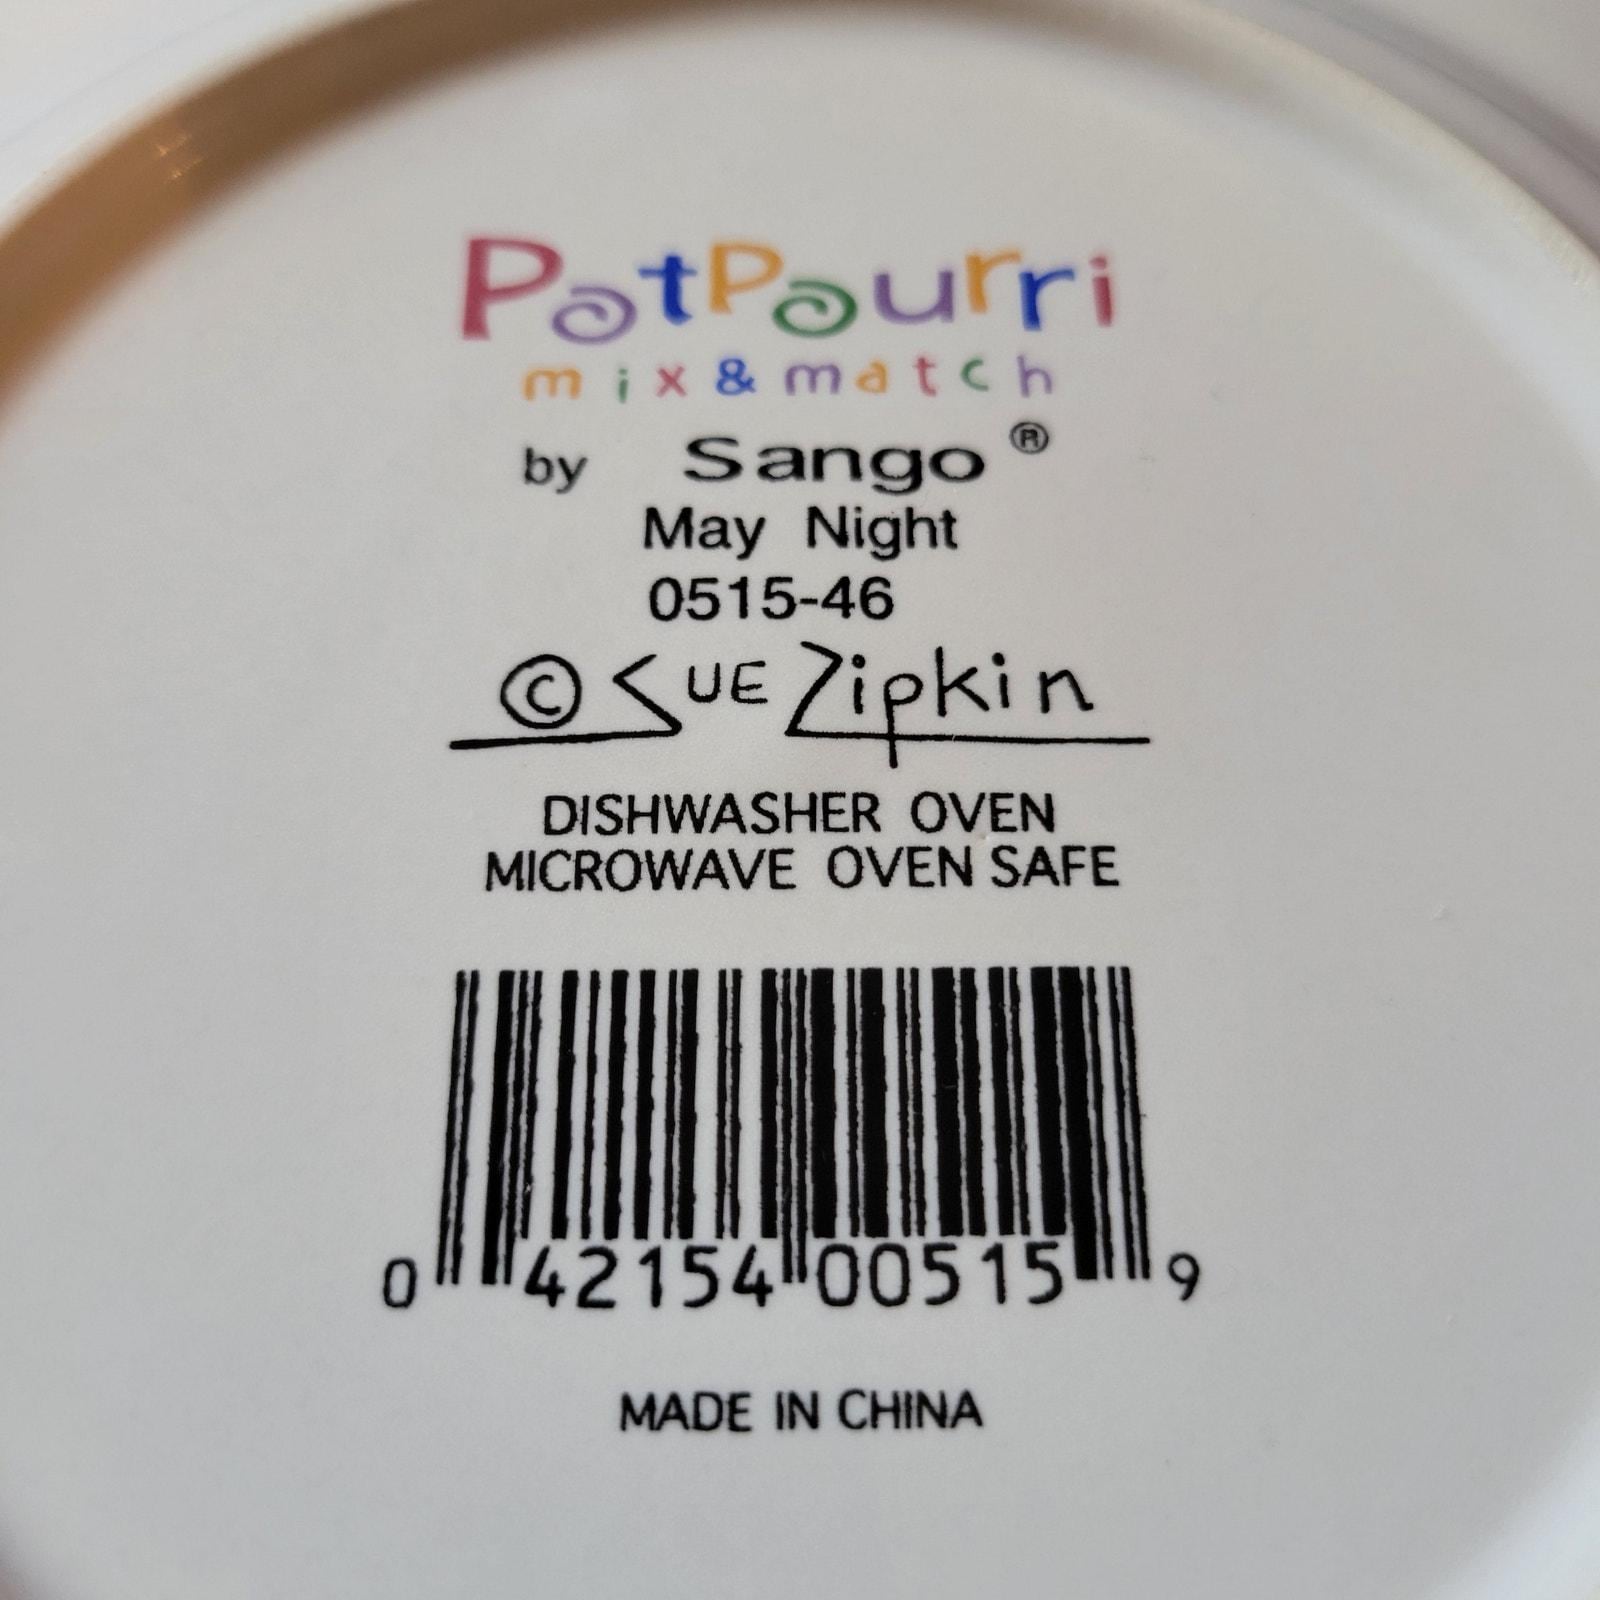 PotPourri
mix & match
by Sango ®
May Night
0515-46
© SUE Zipkin
DISHWASHER OVEN
MICROWAVE OVEN SAFE
0 42154 00515 9
MADE IN CHINA